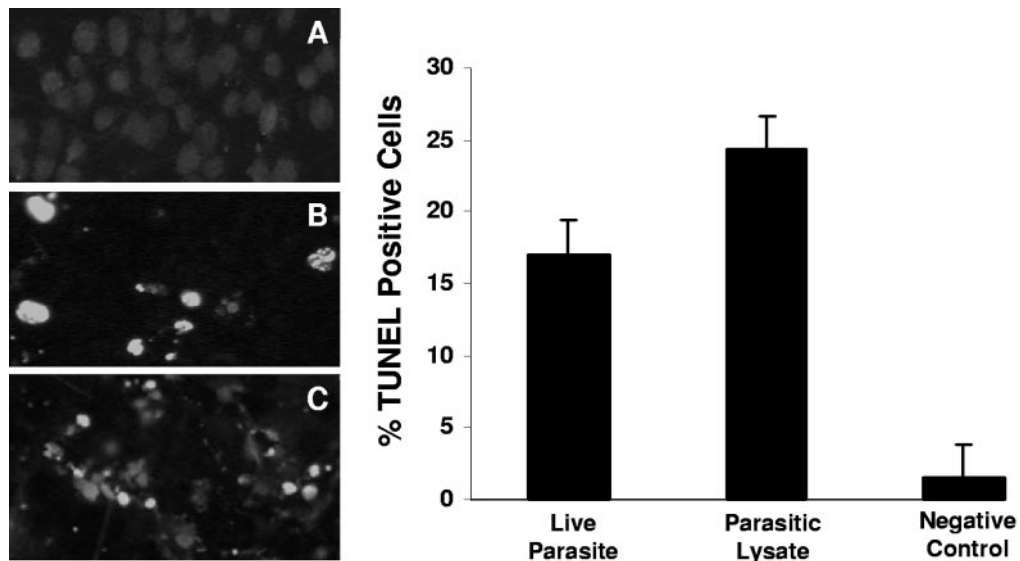 A
B
C
% TUNEL Positive Cells
30
25
20
15
10
5
0
Live
Parasite
Parasitic
Lysate
Negative
Control